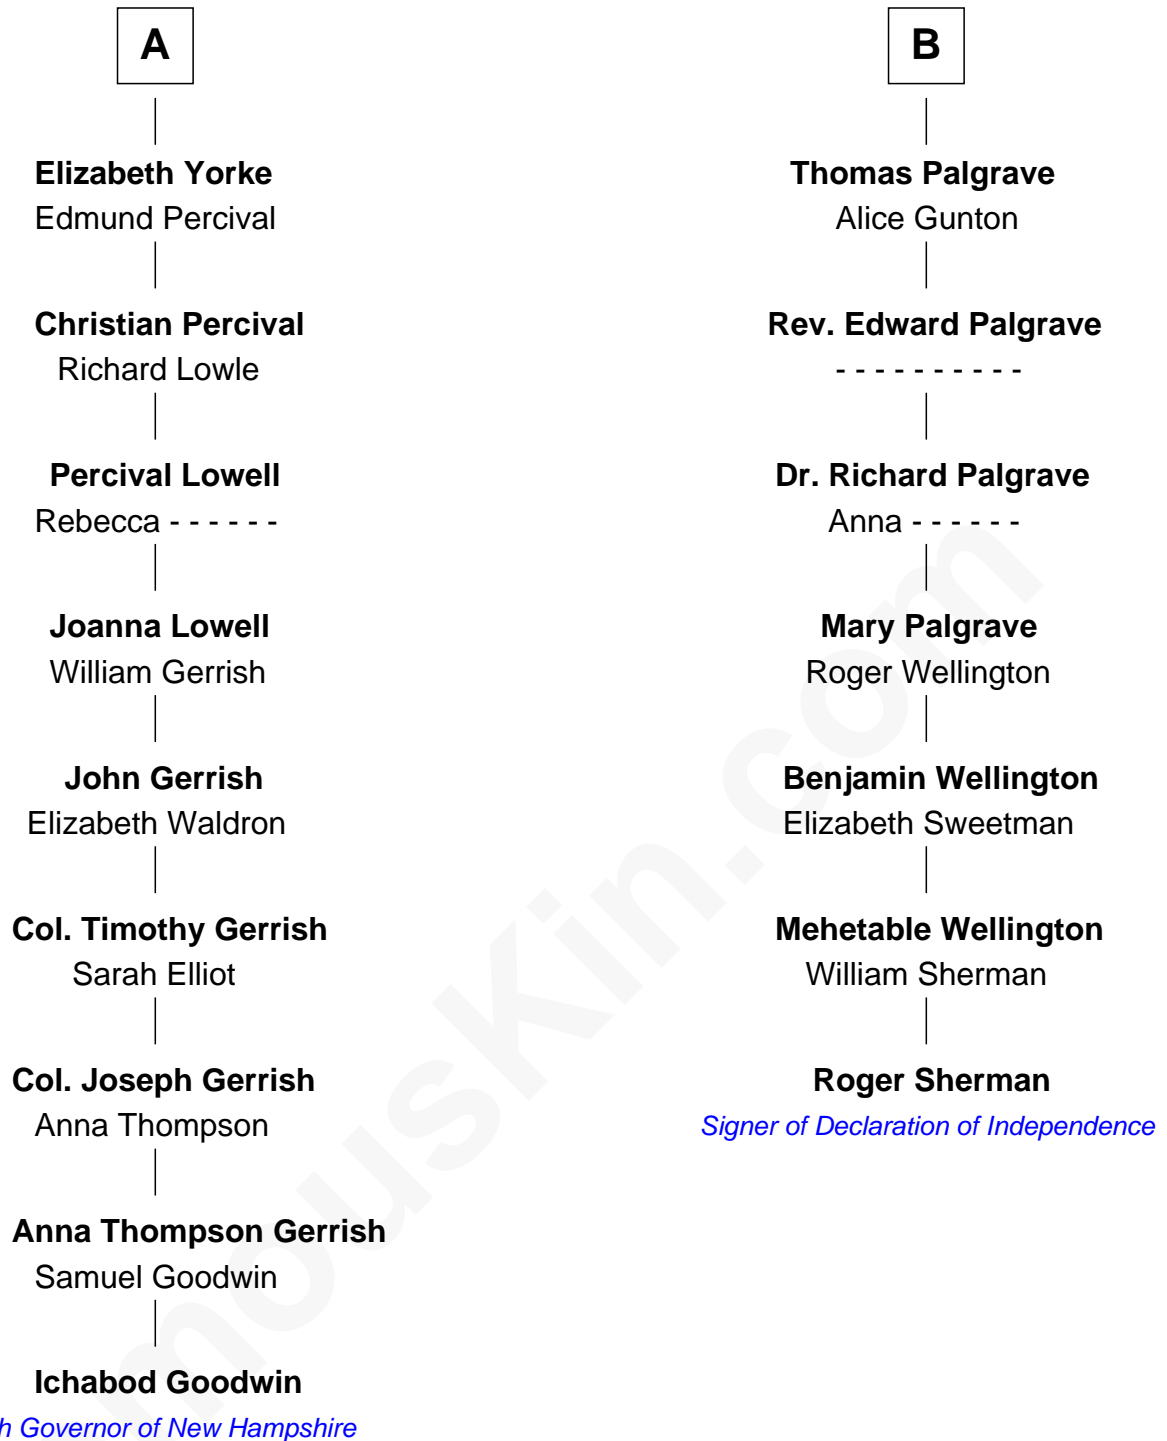 A
Elizabeth Yorke
Edmund Percival
Christian Percival
Richard Lowle
Percival Lowell
Rebecca - - - - - -
Joanna Lowell
William Gerrish
John Gerrish
Elizabeth Waldron
Col. Timothy Gerrish
Sarah Elliot
Col. Joseph Gerrish
Anna Thompson
Anna Thompson Gerrish
Samuel Goodwin
Ichabod Goodwin
h Governor of New Hampshire
B
Thomas Palgrave
Alice Gunton
Rev. Edward Palgrave
- - - - - - - - - -
Dr. Richard Palgrave
Anna - - - - - -
Mary Palgrave
Roger Wellington
Benjamin Wellington
Elizabeth Sweetman
Mehetable Wellington
William Sherman
Roger Sherman
Signer of Declaration of Independence
mouskin.com